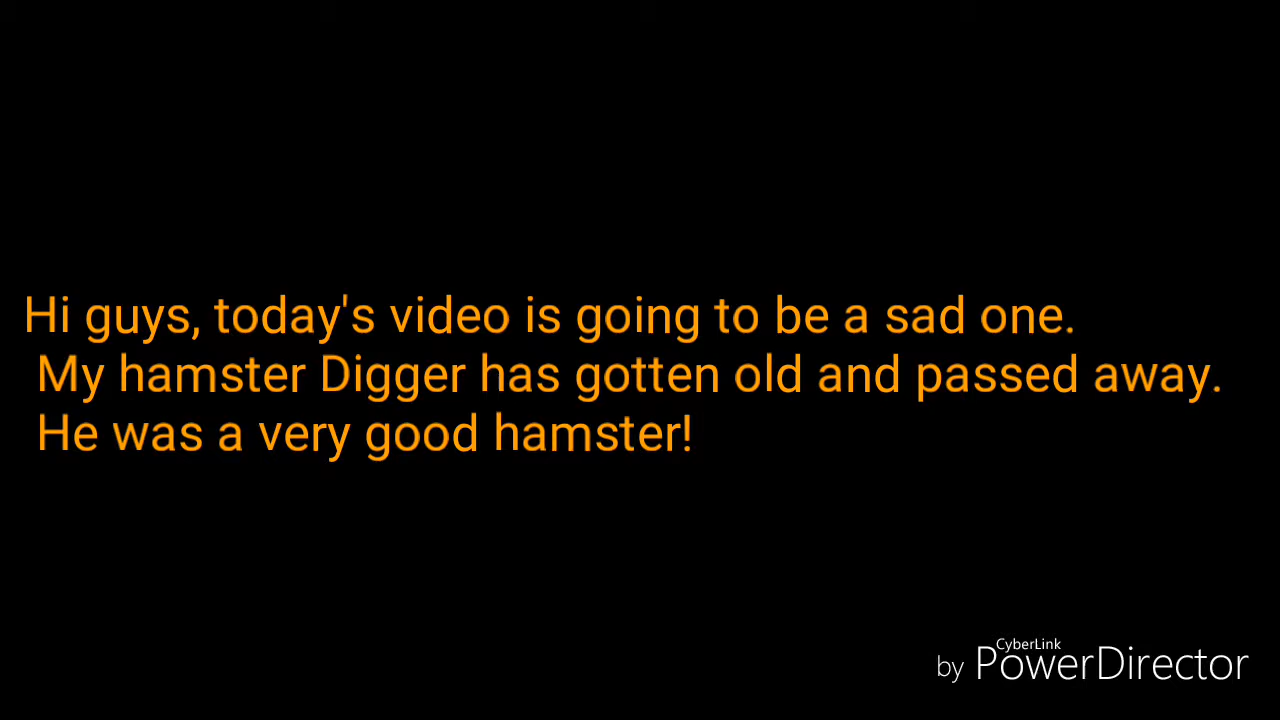 Hi guys, today's video is going to be a sad one.
My hamster Digger has gotten old and passed away.
He was a very good hamster!
CyberLink
by PowerDirector